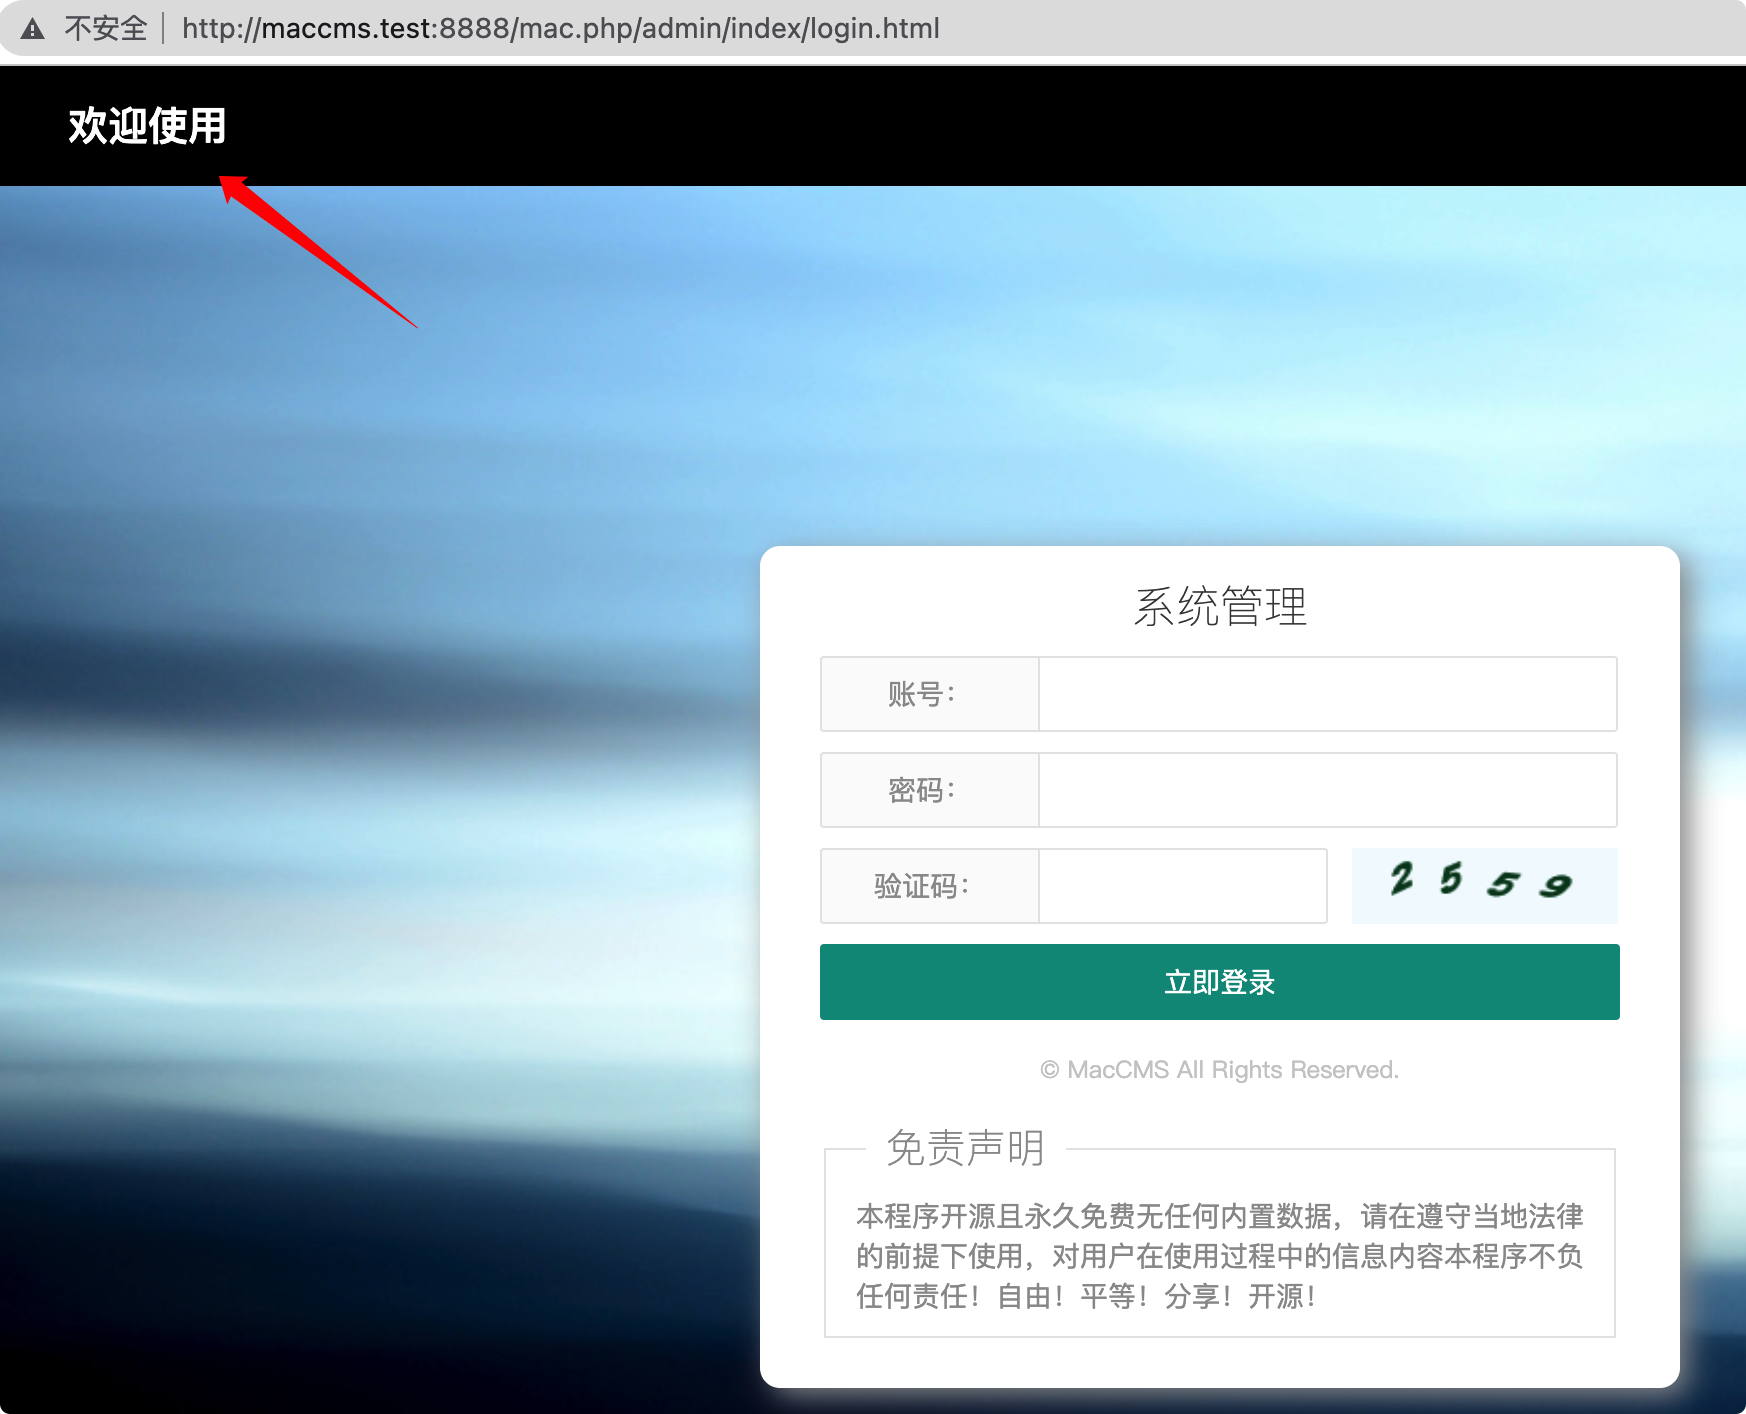 不安全 | http://maccms.test:8888/mac.php/admin/index/login.html
欢迎使用
系统管理
账号：
密码：
验证码：
2 5 5 9
立即登录
© MacCMS All Rights Reserved.
免责声明
本程序开源且永久免费无任何内置数据，请在遵守当地法律
的前提下使用，对用户在使用过程中的信息内容本程序不负
任何责任！自由！平等！分享！开源！